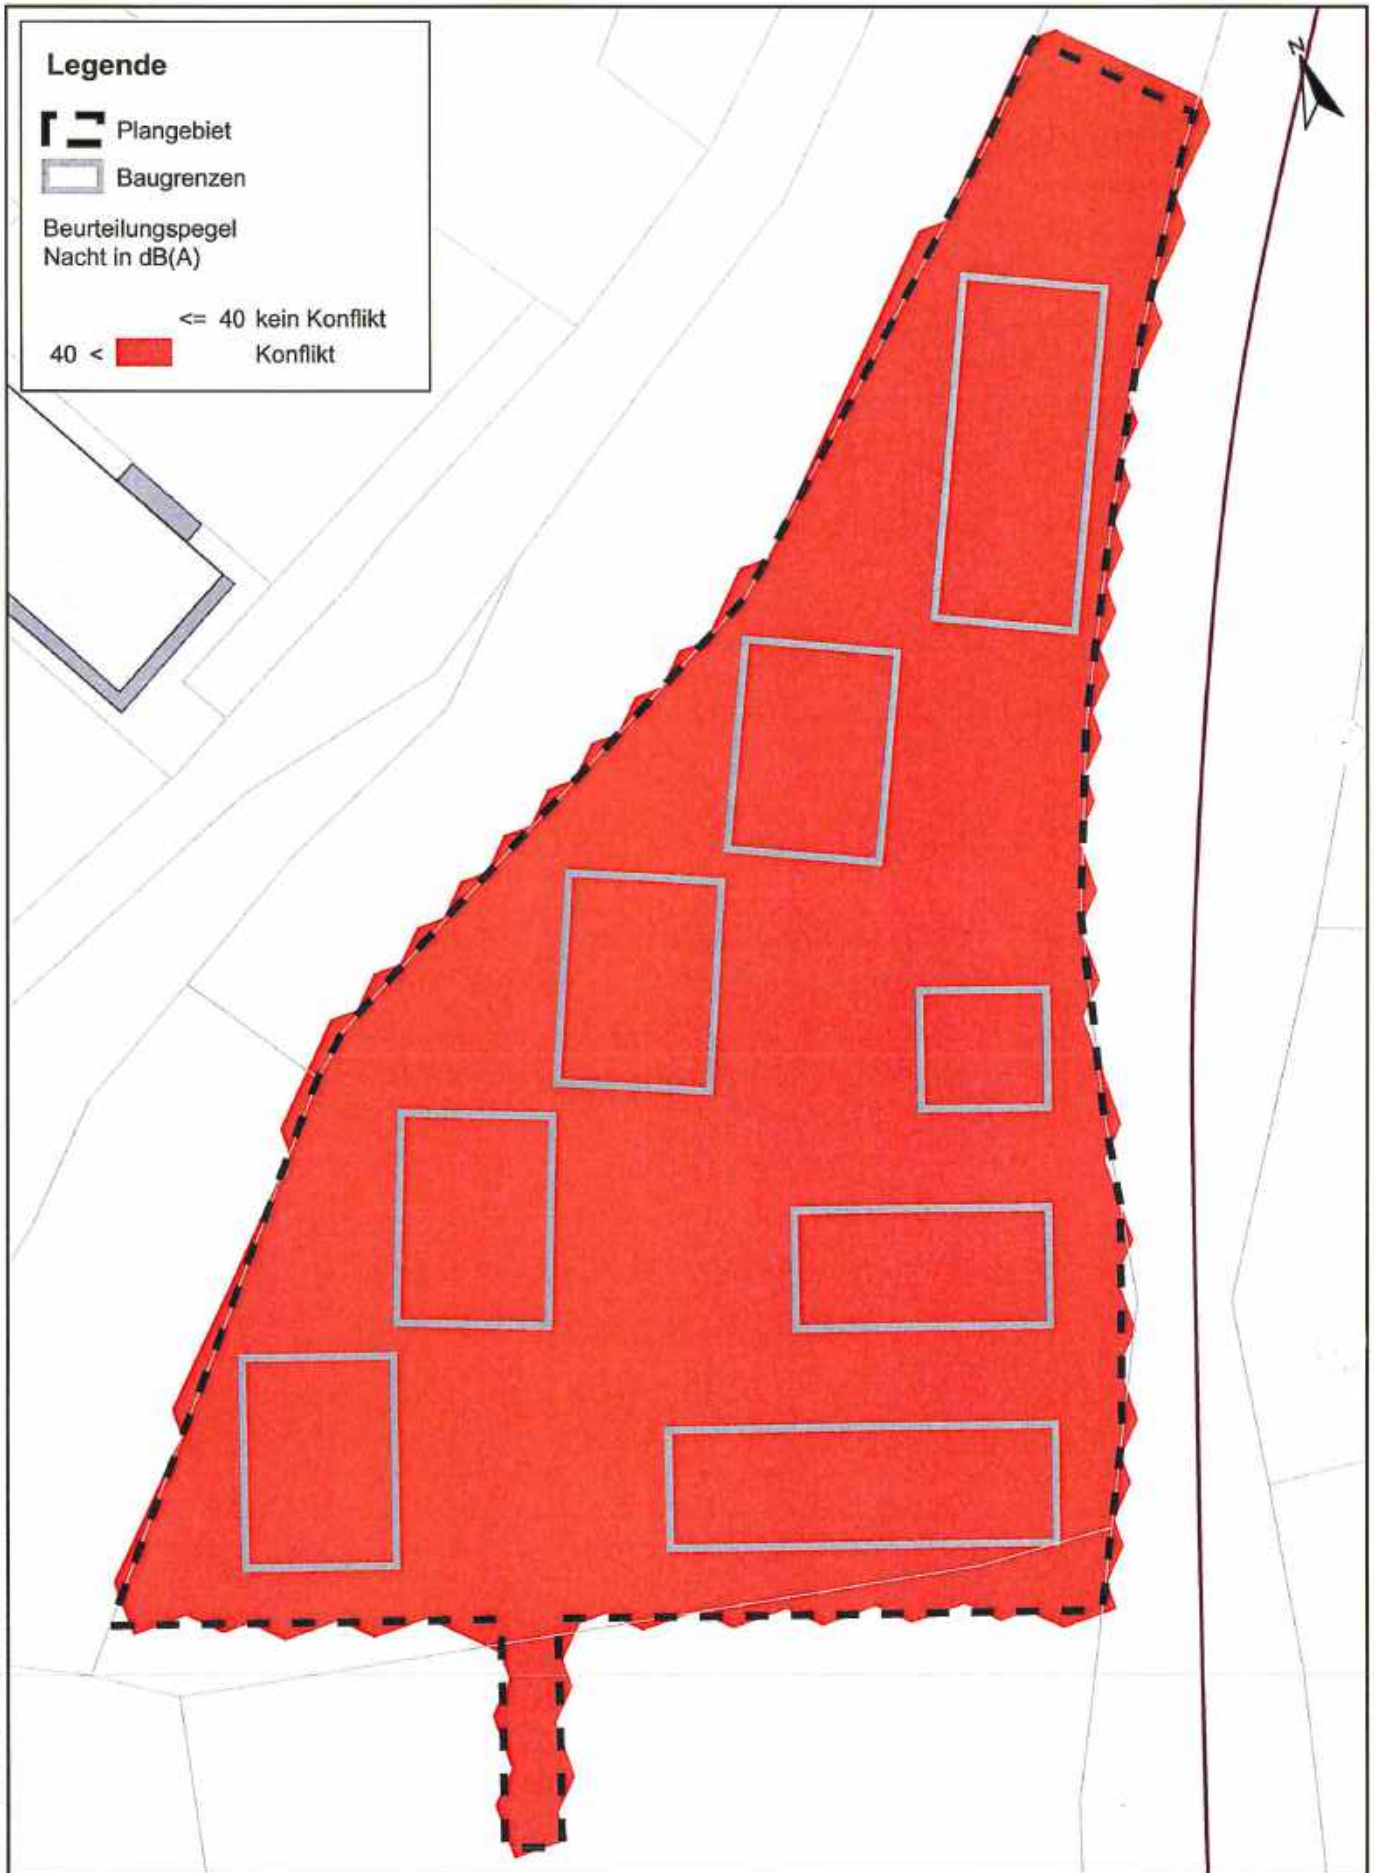 Legende
Plangebiet
Baugrenzen
Beurteilungspegel
Nacht in dB(A)
<= 40 kein Konflikt
40 < Konflikt
N